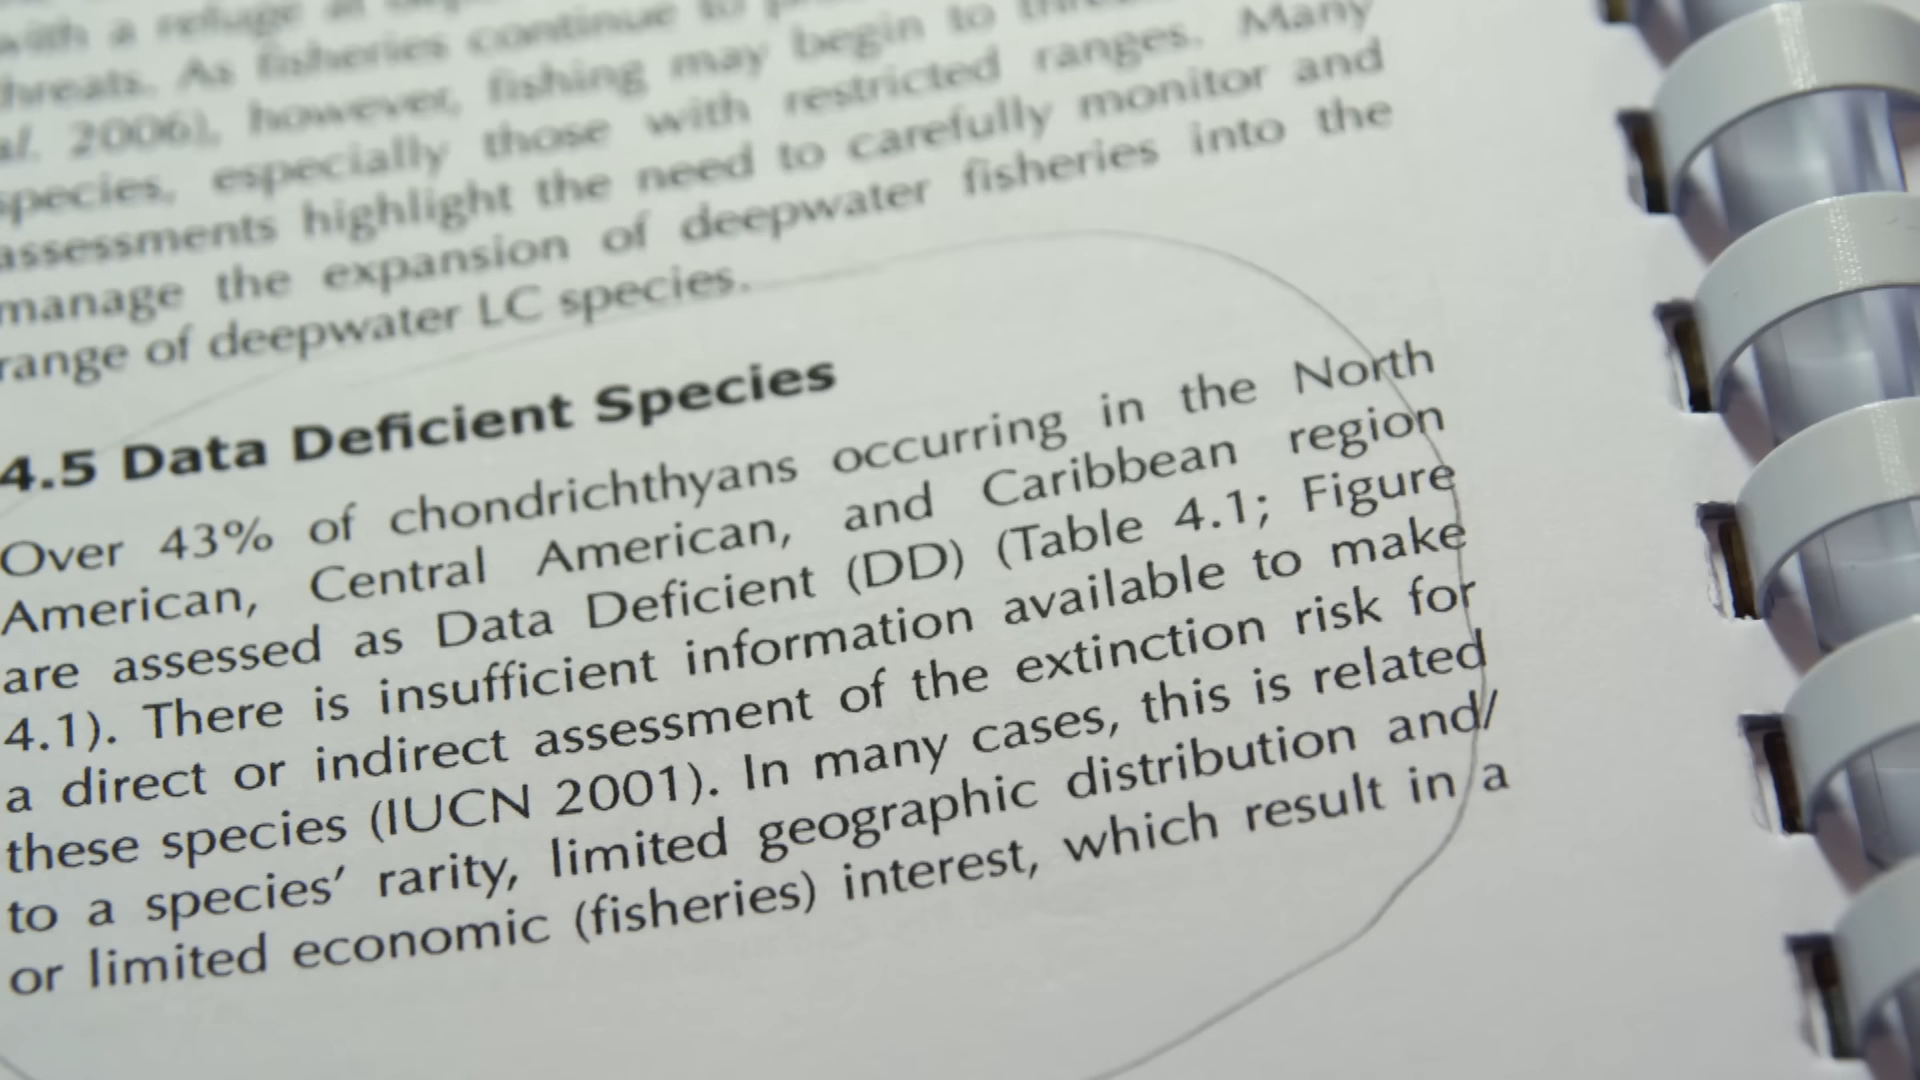 with a refuge at
threats. As fisheries continue to
al. 2006), however, fishing may begin to
species, especially those with restricted ranges. Many
assessments highlight the need to carefully monitor and
manage the expansion of deepwater fisheries into the
range of deepwater LC species.
4.5 Data Deficient Species
Over 43% of chondrichthyans occurring in the North
American, Central American, and Caribbean region
are assessed as Data Deficient (DD) (Table 4.1; Figure
4.1). There is insufficient information available to make
a direct or indirect assessment of the extinction risk for
these species (IUCN 2001). In many cases, this is related
to a species’ rarity, limited geographic distribution and/
or limited economic (fisheries) interest, which result in a